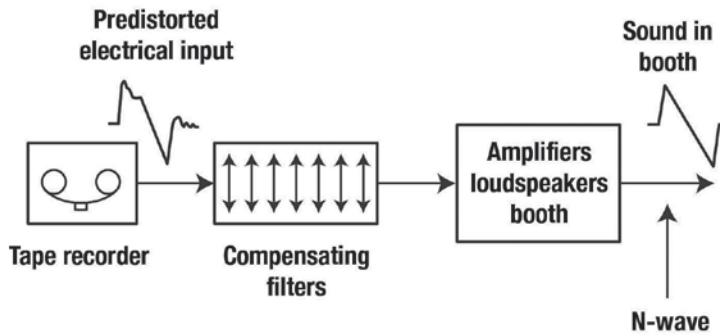 Predistorted
electrical input
Sound in
booth
Amplifiers
loudspeakers
booth
Tape recorder
Compensating
filters
N-wave